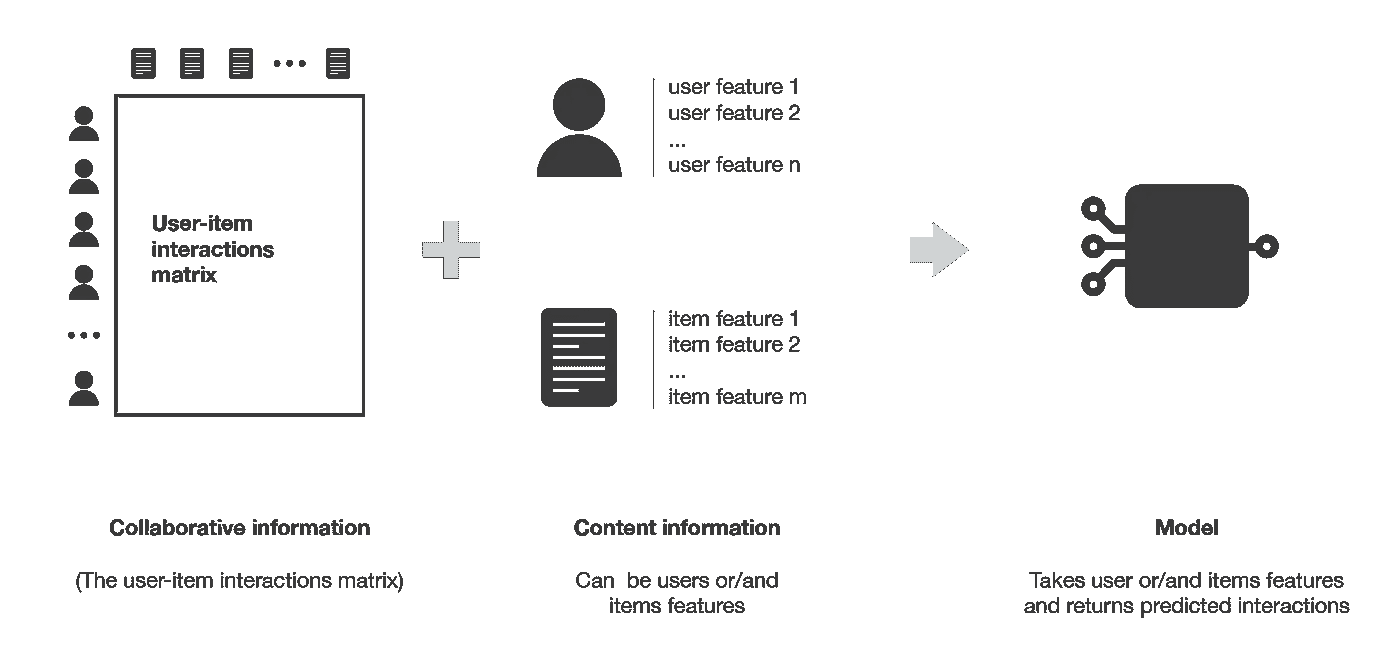 User-item
interactions
matrix
user feature 1
user feature 2
...
user feature n
item feature 1
item feature 2
...
item feature m
Collaborative information
(The user-item interactions matrix)
Content information
Can be users or/and
items features
Model
Takes user or/and items features
and returns predicted interactions